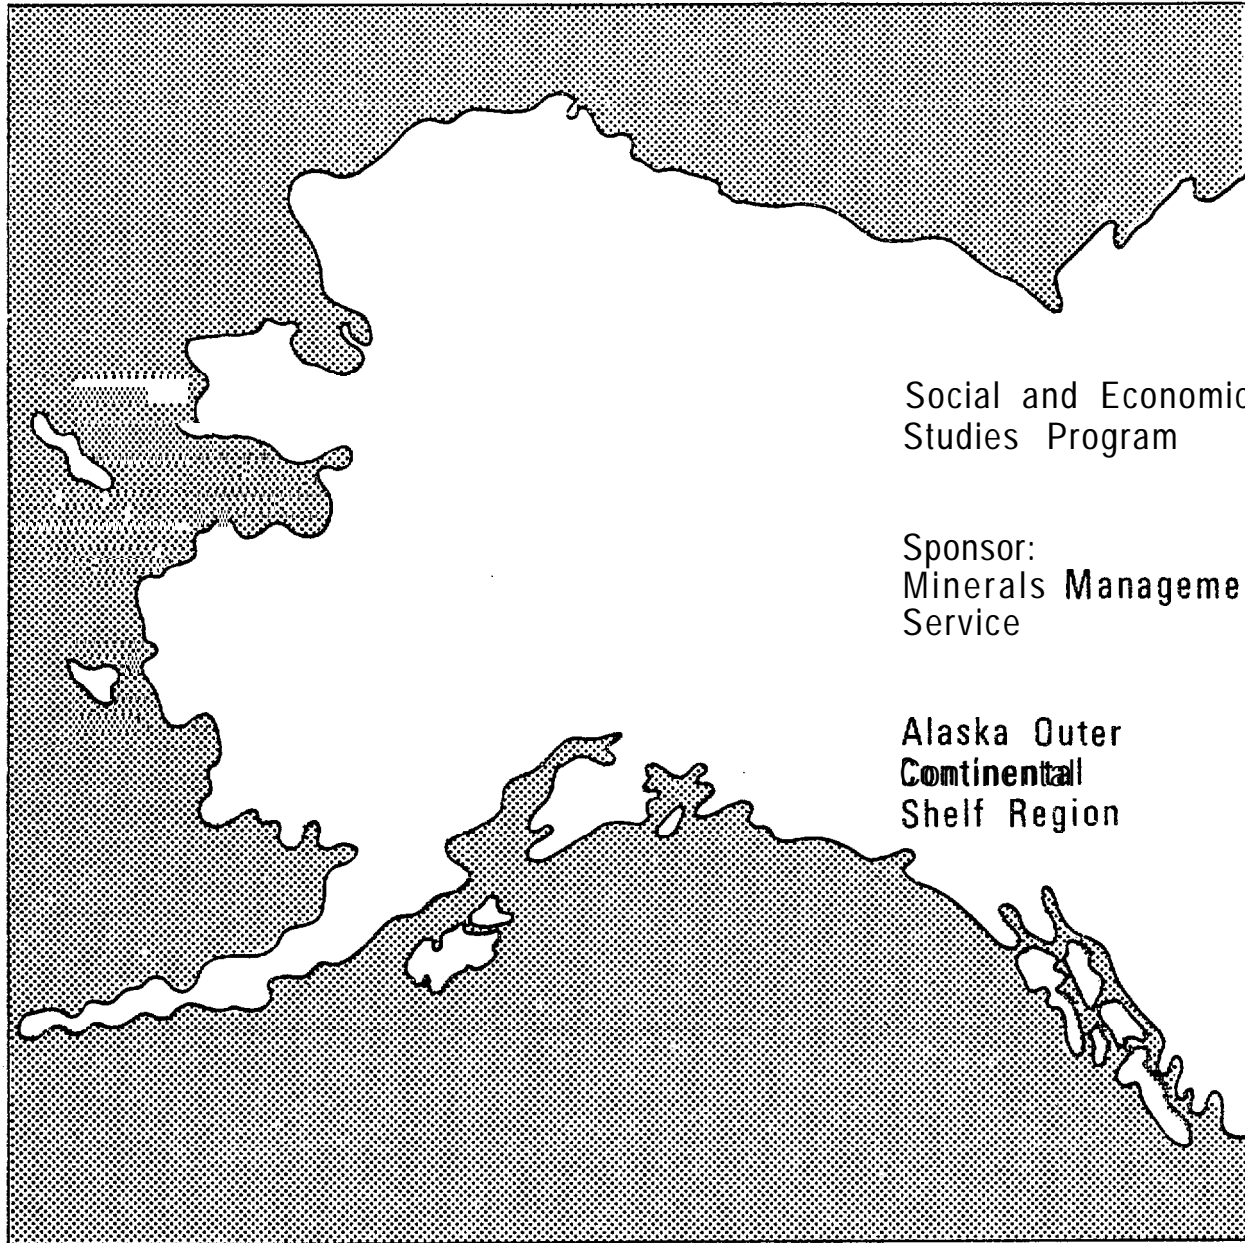 Social and Economic
Studies Program
Sponsor:
Minerals Manageme
Service
Alaska Outer
Continental
Shelf Region